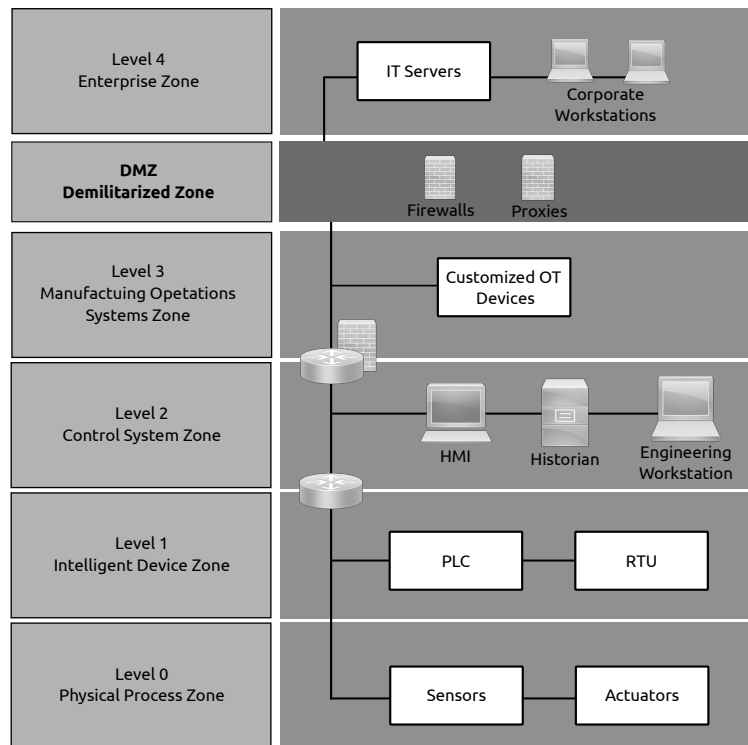 Level 4
Enterprise Zone
IT Servers
Corporate
Workstations
DMZ
Demilitarized Zone
Firewalls
Proxies
Level 3
Manufactuing Opetations
Systems Zone
Customized OT
Devices
Level 2
Control System Zone
HMI
Historian
Engineering
Workstation
Level 1
Intelligent Device Zone
PLC
RTU
Level 0
Physical Process Zone
Sensors
Actuators